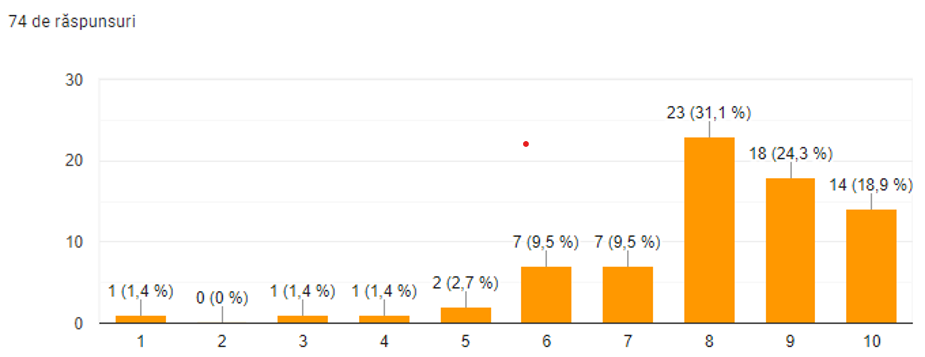 74 de răspunsuri
30
23 (31,1 %)
18 (24,3 %)
20
14 (18,9 %)
10
7 (9,5 %) 7 (9,5 %)
1 (1,4 %) 0 (0 %) 1 (1,4 %) 1 (1,4 %) 2 (2,7 %)
0
1 2 3 4 5 6 7 8 9 10